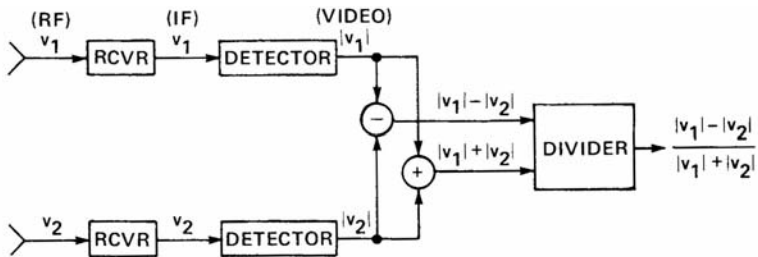 (RF) (IF) (VIDEO)
v₁ RCVR v₁ DETECTOR |v₁|
− |v₁|−|v₂|
+ |v₁|+|v₂|
DIVIDER
|v₁|−|v₂|
|v₁|+|v₂|
v₂ RCVR v₂ DETECTOR |v₂|